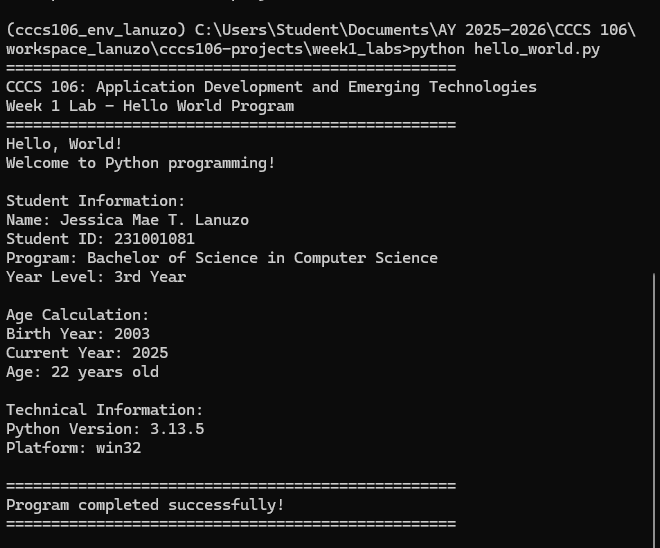 (cccs106_env_lanuzo) C:\Users\Student\Documents\AY 2025-2026\CCCS 106\
workspace_lanuzo\cccs106-projects\week1_labs>python hello_world.py
==================================================
CCCS 106: Application Development and Emerging Technologies
Week 1 Lab - Hello World Program
==================================================
Hello, World!
Welcome to Python programming!

Student Information:
Name: Jessica Mae T. Lanuzo
Student ID: 231001081
Program: Bachelor of Science in Computer Science
Year Level: 3rd Year

Age Calculation:
Birth Year: 2003
Current Year: 2025
Age: 22 years old

Technical Information:
Python Version: 3.13.5
Platform: win32

==================================================
Program completed successfully!
==================================================